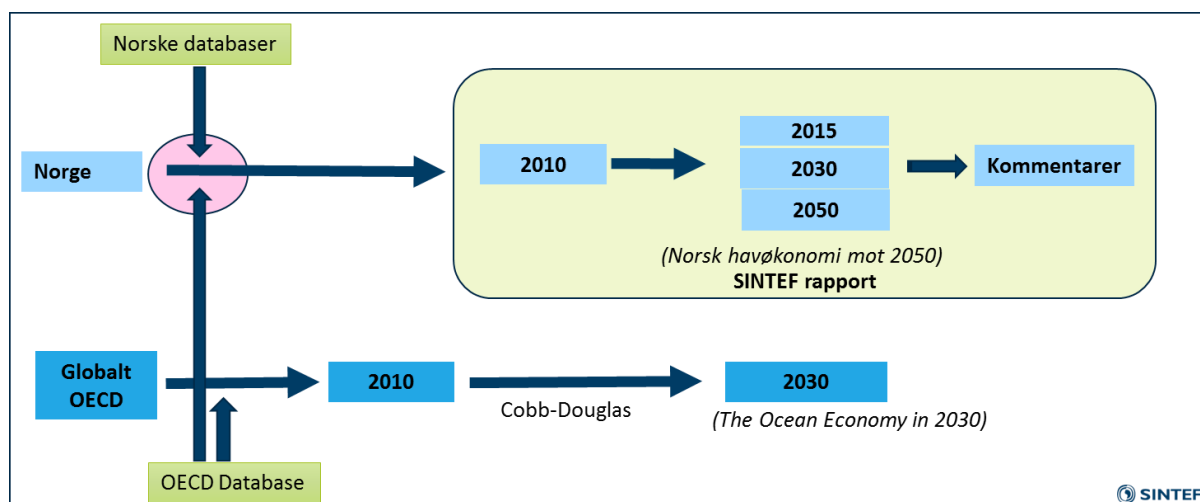 Norske databaser
Norge
2010
2015
2030
2050
Kommentarer
(Norsk havøkonomi mot 2050)
SINTEF rapport
Globalt
OECD
2010
Cobb-Douglas
2030
(The Ocean Economy in 2030)
OECD Database
SINTEF